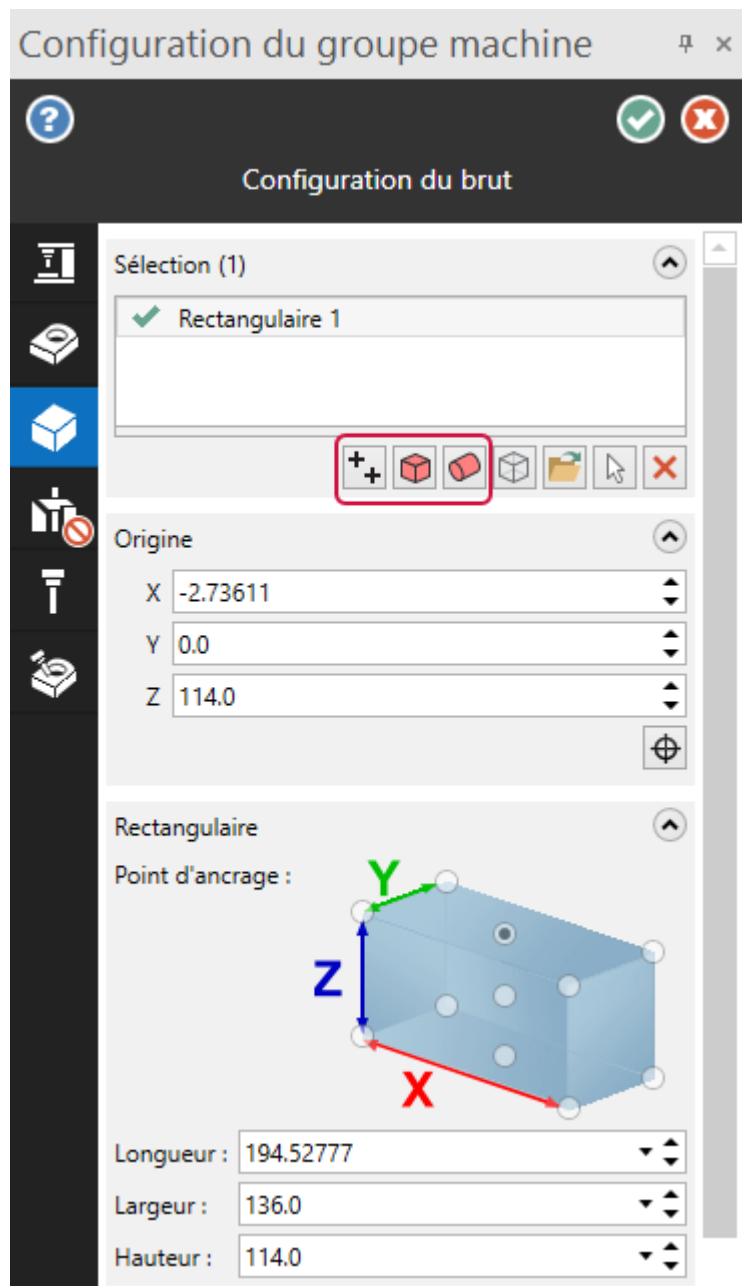 Configuration du groupe machine
Configuration du brut
Sélection (1)
Rectangulaire 1
Origine
X -2.73611
Y 0.0
Z 114.0
Rectangulaire
Point d'ancrage :
Y
Z
X
Longueur : 194.52777
Largeur : 136.0
Hauteur : 114.0